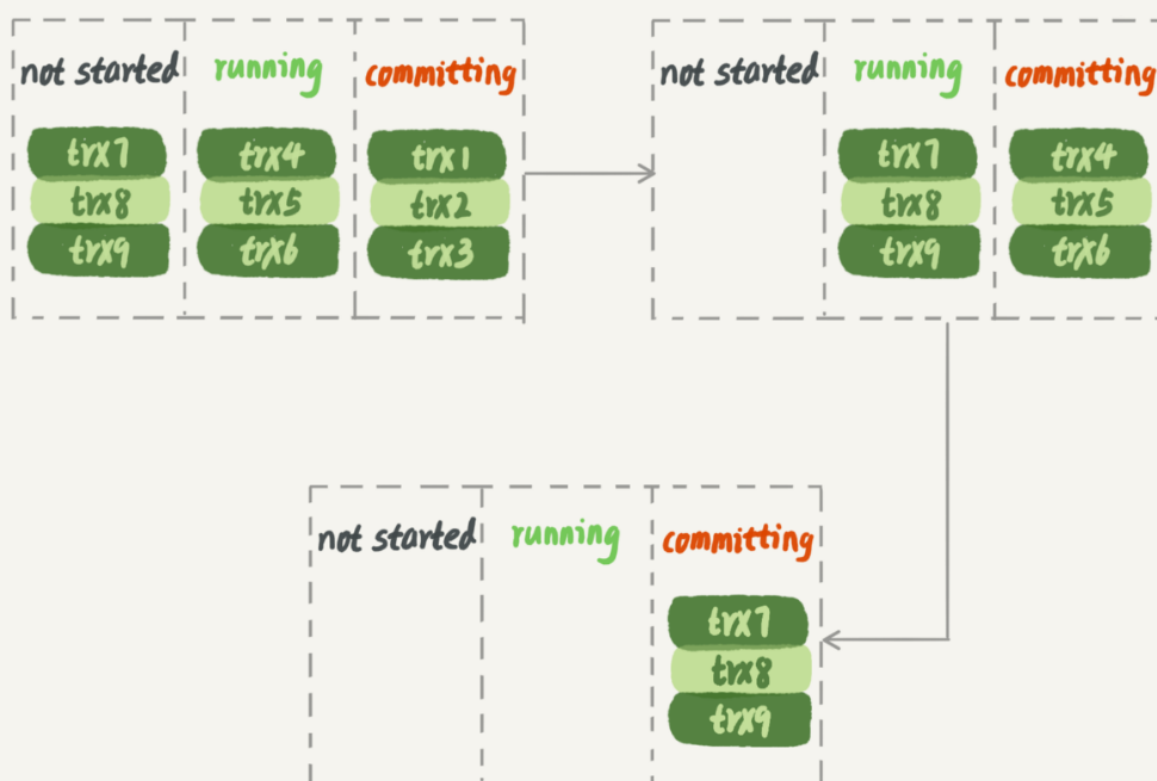 not started running committing
trx7 trx4 trx1
trx8 trx5 trx2
trx9 trx6 trx3
not started running committing
trx7 trx4
trx8 trx5
trx9 trx6
not started running committing
trx7
trx8
trx9